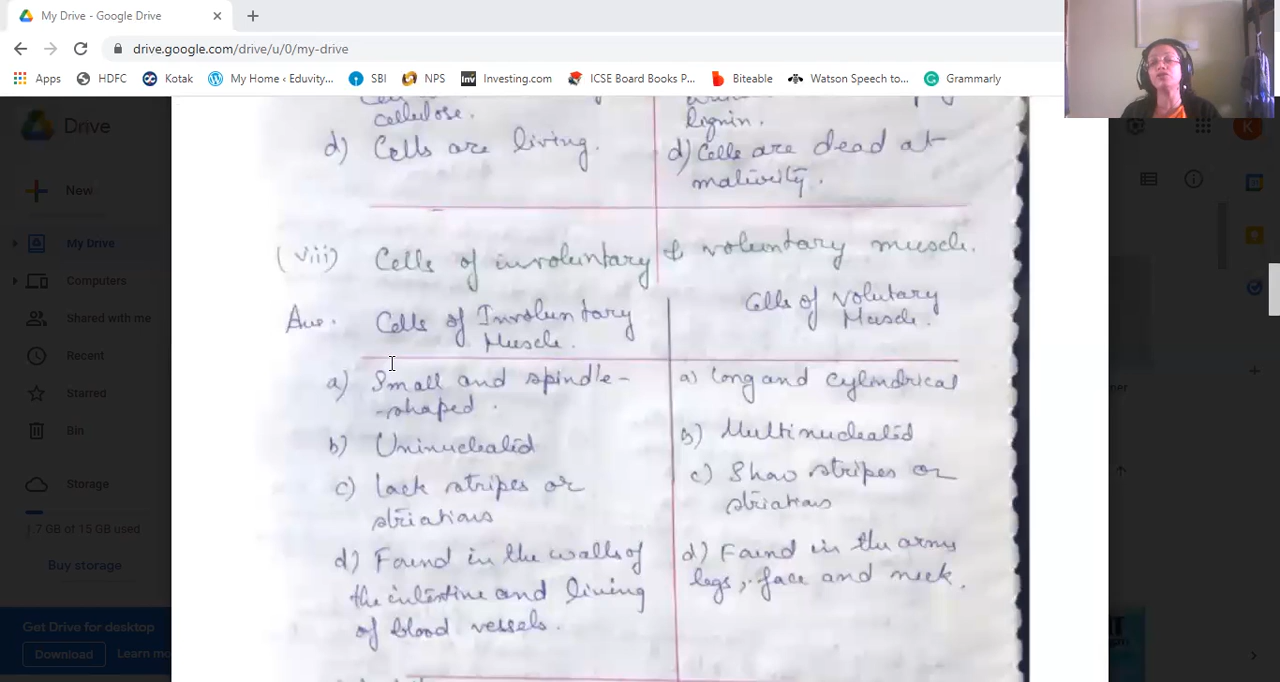 My Drive - Google Drive
drive.google.com/drive/u/0/my-drive
Apps HDFC Kotak My Home ‹ Eduvity... SBI NPS Investing.com ICSE Board Books P... Biteable Watson Speech to... Grammarly
Drive
New
My Drive
Computers
Shared with me
Recent
Starred
Bin
Storage
1.7 GB of 15 GB used
Buy storage
Get Drive for desktop
Download Learn mo
K
cellulose.
lignin.
d) Cells are living.
d) Cells are dead at
maturity.
(viii) Cells of involuntary & voluntary muscle.
Ans. Cells of Involuntary
Muscle.
Cells of Volutary
Muscle.
a) Small and spindle-
-shaped.
a) long and cylindrical
b) Uninucleatid
b) Multinucleatid
c) lack stripes or
striations
c) Show stripes or
striations
d) Found in the walls of
the intestine and lining
of blood vessels.
d) Found in the arms
legs, face and neck.